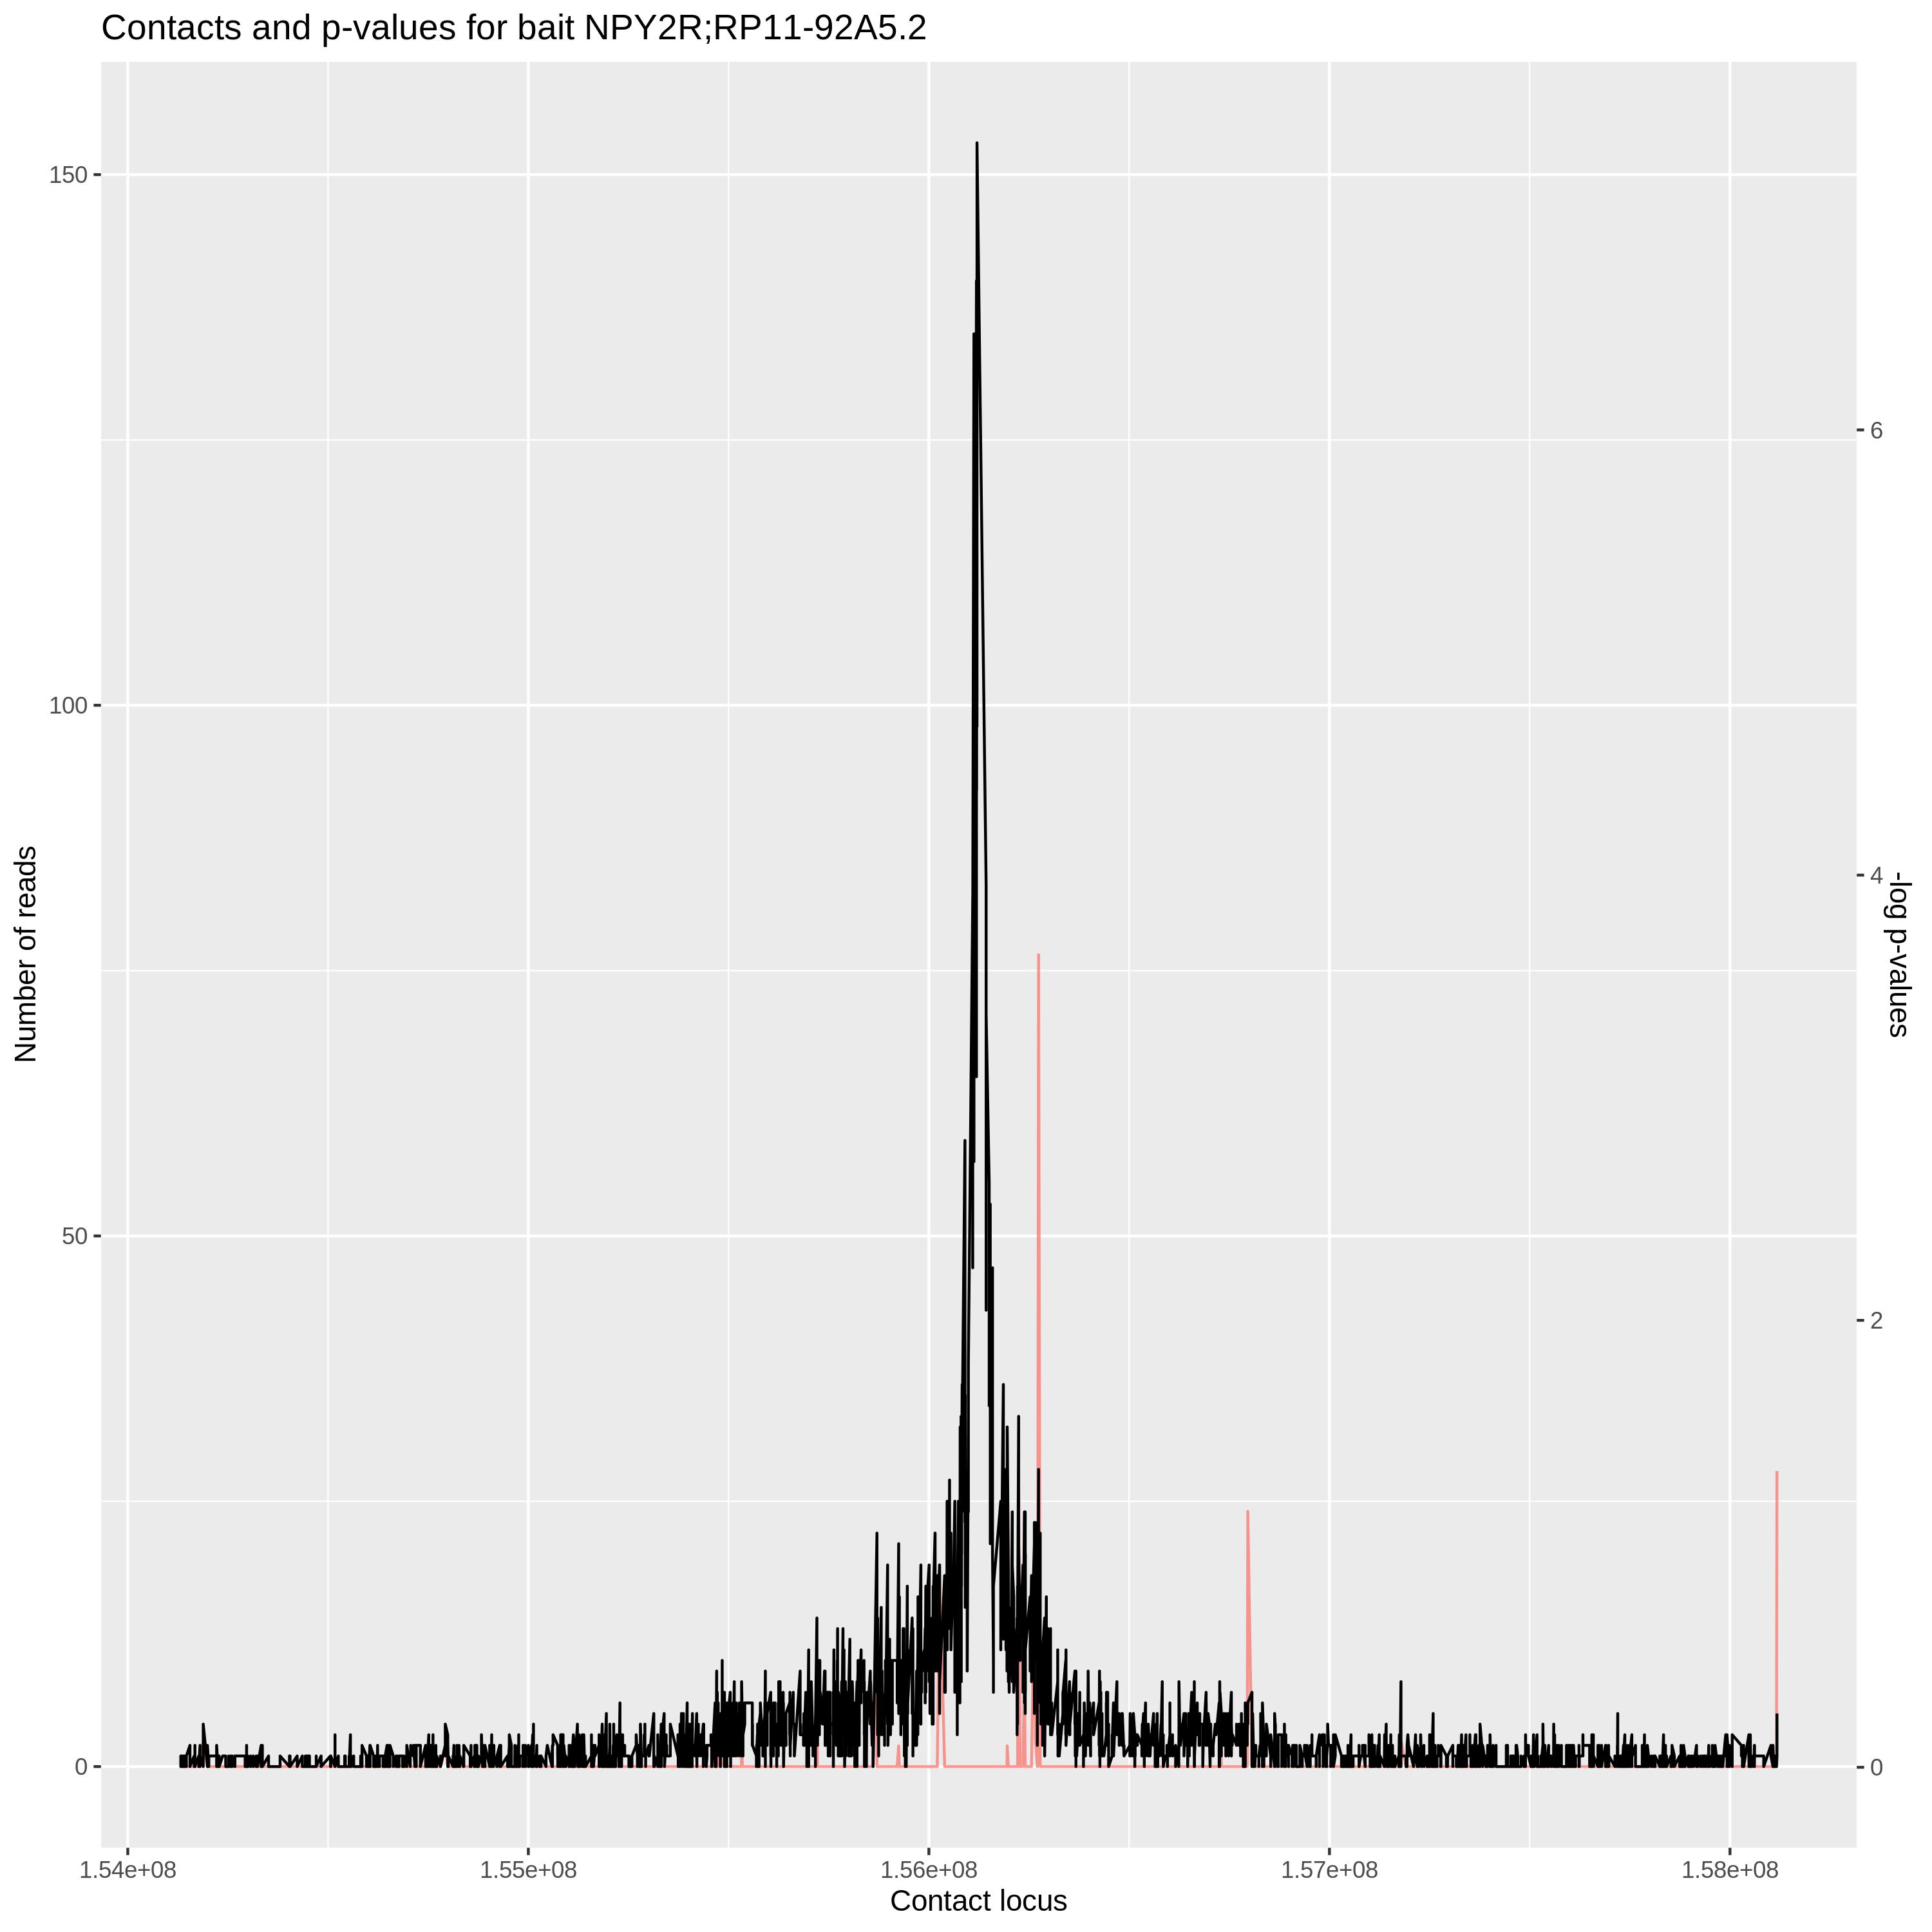 Contacts and p-values for bait NPY2R;RP11-92A5.2
150
100
50
0
Number of reads
6
4
2
0
-log p-values
1.54e+08
1.55e+08
1.56e+08
1.57e+08
1.58e+08
Contact locus